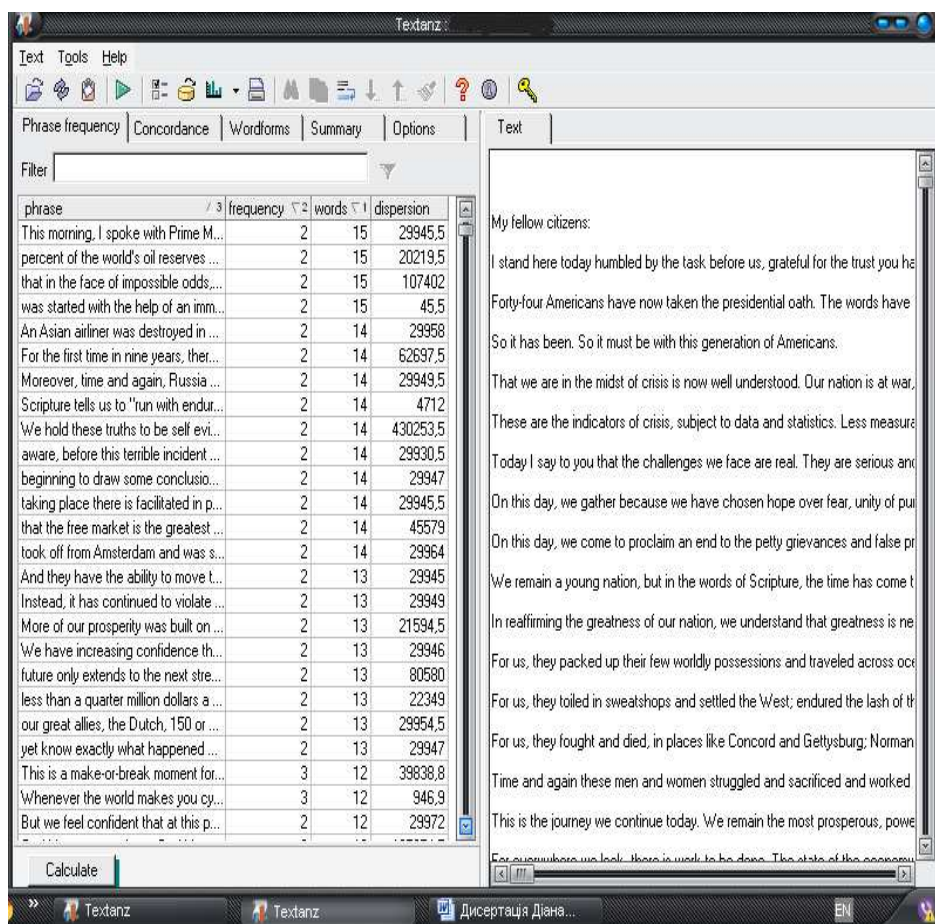 Textanz :
Text Tools Help
Phrase frequency Concordance Wordforms Summary Options
Filter
phrase / 3 frequency 2 words 1 dispersion
This morning, I spoke with Prime M... 2 15 29945,5
percent of the world's oil reserves ... 2 15 20219,5
that in the face of impossible odds,... 2 15 107402
was started with the help of an imm... 2 15 45,5
An Asian airliner was destroyed in ... 2 14 29958
For the first time in nine years, ther... 2 14 62697,5
Moreover, time and again, Russia ... 2 14 29949,5
Scripture tells us to "run with endur... 2 14 4712
We hold these truths to be self evi... 2 14 430253,5
aware, before this terrible incident ... 2 14 29930,5
beginning to draw some conclusio... 2 14 29947
taking place there is facilitated in p... 2 14 29945,5
that the free market is the greatest ... 2 14 45579
took off from Amsterdam and was s... 2 14 29964
And they have the ability to move t... 2 13 29945
Instead, it has continued to violate ... 2 13 29949
More of our prosperity was built on ... 2 13 21594,5
We have increasing confidence th... 2 13 29946
future only extends to the next stre... 2 13 80580
less than a quarter million dollars a ... 2 13 22349
our great allies, the Dutch, 150 or ... 2 13 29954,5
yet know exactly what happened ... 2 13 29947
This is a make-or-break moment for... 3 12 39838,8
Whenever the world makes you cy... 3 12 946,9
But we feel confident that at this p... 2 12 29972
Calculate
Text
My fellow citizens:
I stand here today humbled by the task before us, grateful for the trust you ha
Forty-four Americans have now taken the presidential oath. The words have
So it has been. So it must be with this generation of Americans.
That we are in the midst of crisis is now well understood. Our nation is at war,
These are the indicators of crisis, subject to data and statistics. Less measura
Today I say to you that the challenges we face are real. They are serious and
On this day, we gather because we have chosen hope over fear, unity of pur
On this day, we come to proclaim an end to the petty grievances and false pr
We remain a young nation, but in the words of Scripture, the time has come t
In reaffirming the greatness of our nation, we understand that greatness is ne
For us, they packed up their few worldly possessions and traveled across oce
For us, they toiled in sweatshops and settled the West; endured the lash of th
For us, they fought and died, in places like Concord and Gettysburg; Norman
Time and again these men and women struggled and sacrificed and worked
This is the journey we continue today. We remain the most prosperous, powe
For everywhere we look, there is work to be done. The state of the economy
Textanz Textanz Дисертація Діана... EN